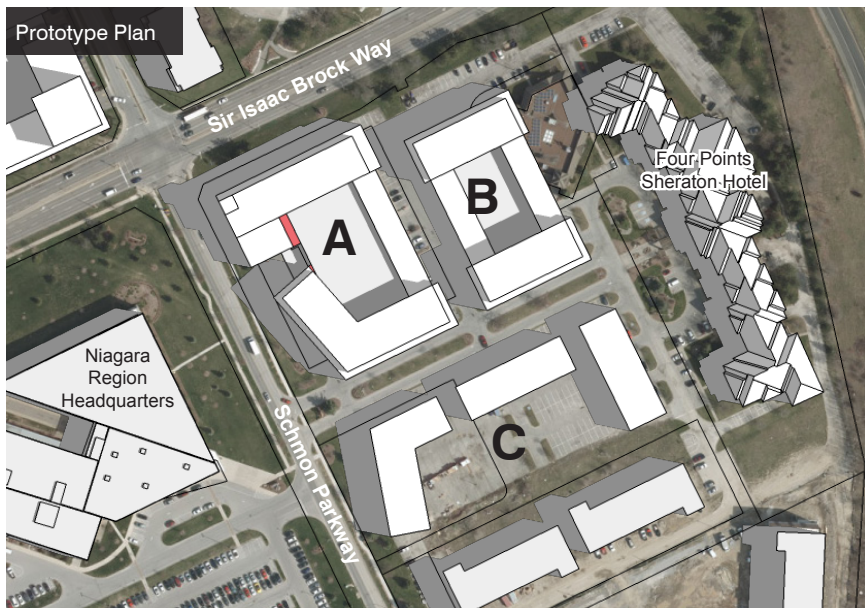 Prototype Plan
Sir Isaac Brock Way
Four Points
Sheraton Hotel
B
A
Niagara
Region
Headquarters
Schmon Parkway
C